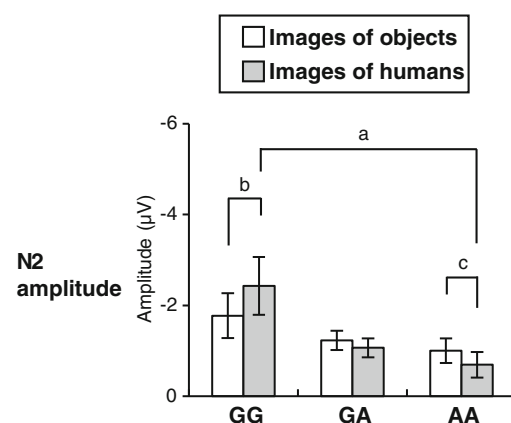 Images of objects
Images of humans
-6
a
b
-4
c
N2
amplitude
Amplitude (µV)
-2
0
GG
GA
AA